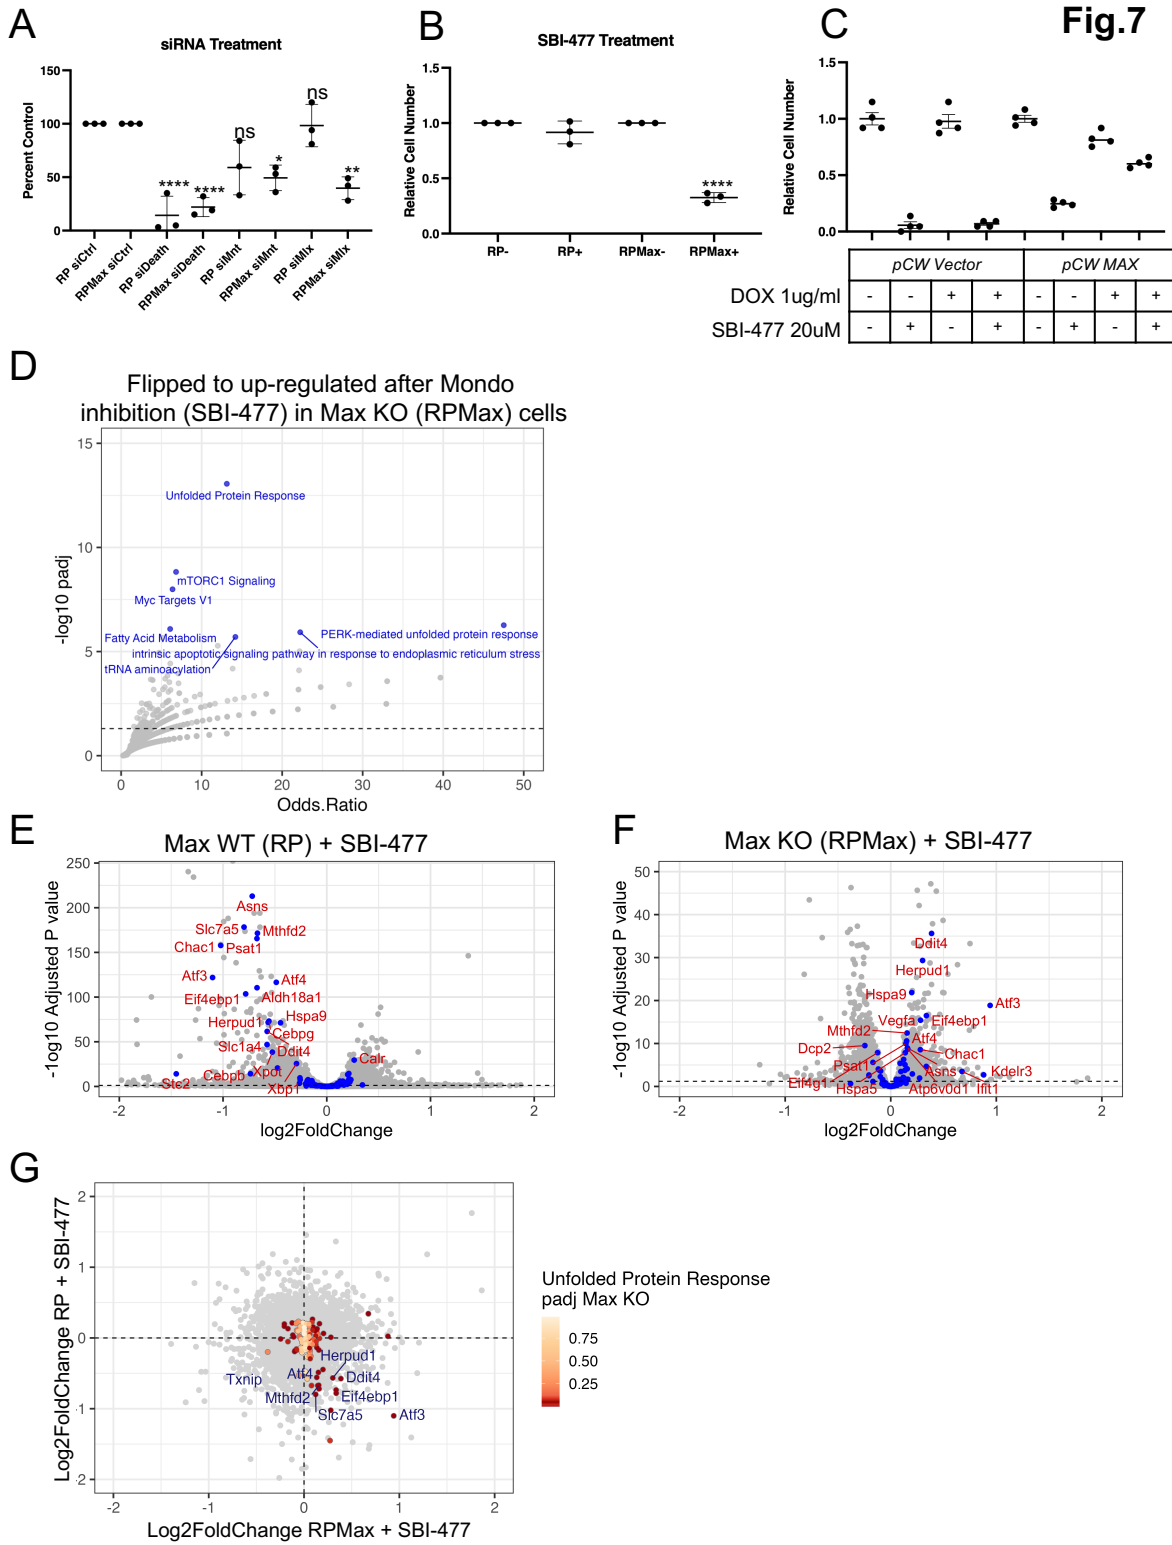 Fig.7
A
siRNA Treatment
Percent Control
150
100
50
0
**** **** ns * ns **
RP siCtrl
RPMax siCtrl
RP siDeath
RPMax siDeath
RP siMnt
RPMax siMnt
RP siMlx
RPMax siMlx
B
SBI-477 Treatment
Relative Cell Number
1.5
1.0
0.5
0.0
****
RP- RP+ RPMax- RPMax+
C
Relative Cell Number
1.5
1.0
0.5
0.0
pCW Vector pCW MAX
DOX 1ug/ml - - + + - - + +
SBI-477 20uM - + - + - + - +
D
Flipped to up-regulated after Mondo
inhibition (SBI-477) in Max KO (RPMax) cells
-log10 padj
15
10
5
0
Unfolded Protein Response
mTORC1 Signaling
Myc Targets V1
Fatty Acid Metabolism
PERK-mediated unfolded protein response
intrinsic apoptotic signaling pathway in response to endoplasmic reticulum stress
tRNA aminoacylation
0 10 20 30 40 50
Odds.Ratio
E
Max WT (RP) + SBI-477
-log10 Adjusted P value
250
200
150
100
50
0
Asns
Slc7a5
Mthfd2
Chac1
Psat1
Atf3
Atf4
Eif4ebp1
Aldh18a1
Herpud1
Hspa9
Cebpg
Slc1a4
Ddit4
Calr
Stc2
Cebpb
Xpot
Xbp1
-2 -1 0 1 2
log2FoldChange
F
Max KO (RPMax) + SBI-477
-log10 Adjusted P value
50
40
30
20
10
0
Ddit4
Herpud1
Hspa9
Atf3
Vegfa
Eif4ebp1
Mthfd2
Atf4
Dcp2
Chac1
Psat1
Asns
Kdelr3
Eif4g1
Hspa5
Atp6v0d1
Ifit1
-2 -1 0 1 2
log2FoldChange
G
Log2FoldChange RP + SBI-477
2
1
0
-1
-2
Herpud1
Atf4
Ddit4
Txnip
Mthfd2
Eif4ebp1
Slc7a5
Atf3
-2 -1 0 1 2
Log2FoldChange RPMax + SBI-477
Unfolded Protein Response
padj Max KO
0.75
0.50
0.25